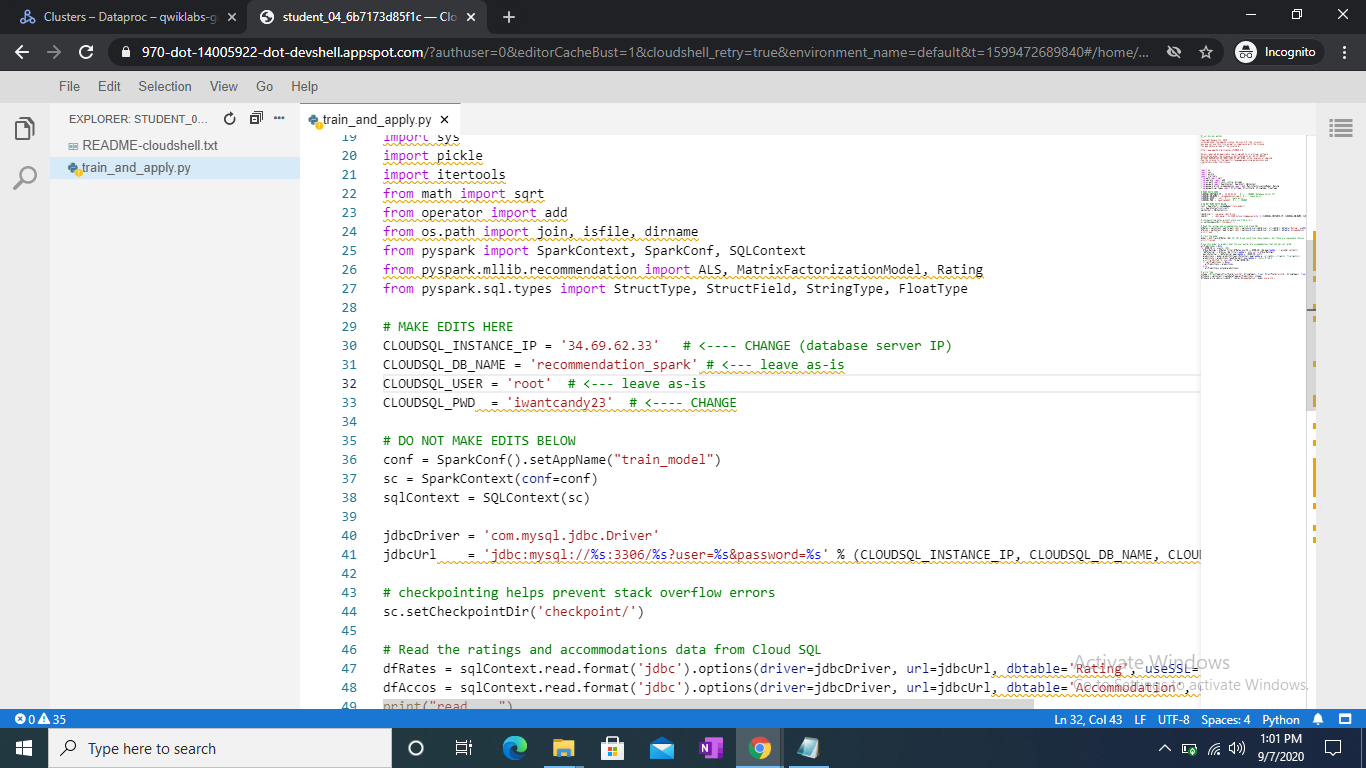 Clusters – Dataproc – qwiklabs-g
student_04_6b7173d85f1c — Clo
970-dot-14005922-dot-devshell.appspot.com/?authuser=0&editorCacheBust=1&cloudshell_retry=true&environment_name=default&t=1599472689840#/home/...
Incognito
File Edit Selection View Go Help
EXPLORER: STUDENT_0...
README-cloudshell.txt
train_and_apply.py
train_and_apply.py
19 import sys
20 import pickle
21 import itertools
22 from math import sqrt
23 from operator import add
24 from os.path import join, isfile, dirname
25 from pyspark import SparkContext, SparkConf, SQLContext
26 from pyspark.mllib.recommendation import ALS, MatrixFactorizationModel, Rating
27 from pyspark.sql.types import StructType, StructField, StringType, FloatType
28
29 # MAKE EDITS HERE
30 CLOUDSQL_INSTANCE_IP = '34.69.62.33'   # <---- CHANGE (database server IP)
31 CLOUDSQL_DB_NAME = 'recommendation_spark' # <--- leave as-is
32 CLOUDSQL_USER = 'root'  # <--- leave as-is
33 CLOUDSQL_PWD  = 'iwantcandy23'  # <---- CHANGE
34
35 # DO NOT MAKE EDITS BELOW
36 conf = SparkConf().setAppName("train_model")
37 sc = SparkContext(conf=conf)
38 sqlContext = SQLContext(sc)
39
40 jdbcDriver = 'com.mysql.jdbc.Driver'
41 jdbcUrl    = 'jdbc:mysql://%s:3306/%s?user=%s&password=%s' % (CLOUDSQL_INSTANCE_IP, CLOUDSQL_DB_NAME, CLOU
42
43 # checkpointing helps prevent stack overflow errors
44 sc.setCheckpointDir('checkpoint/')
45
46 # Read the ratings and accommodations data from Cloud SQL
47 dfRates = sqlContext.read.format('jdbc').options(driver=jdbcDriver, url=jdbcUrl, dbtable='Rating', useSSL=
48 dfAccos = sqlContext.read.format('jdbc').options(driver=jdbcDriver, url=jdbcUrl, dbtable='Accommodation',
49 print("read ...")
Activate Windows
Go to Settings to activate Windows.
0 35
Ln 32, Col 43 LF UTF-8 Spaces: 4 Python
Type here to search
1:01 PM
9/7/2020